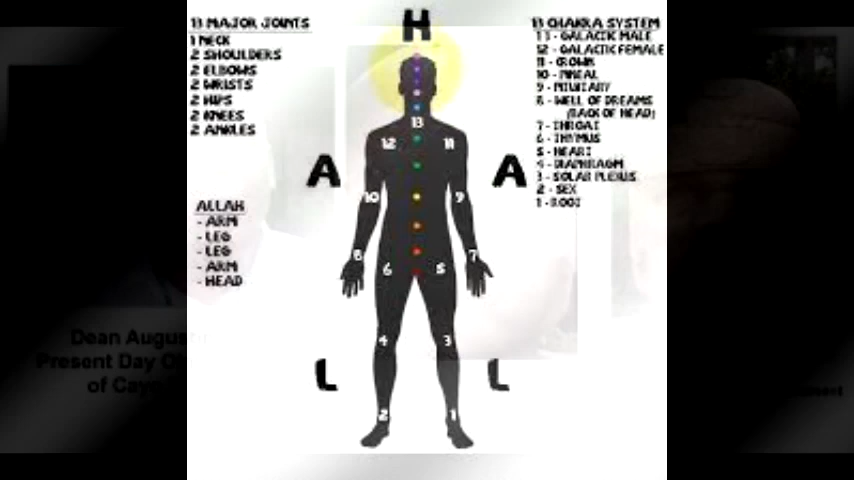 H
13 MAJOR JOINTS
1 NECK
2 SHOULDERS
2 ELBOWS
2 WRISTS
2 HIPS
2 KNEES
2 ANKLES
13 CHAKRA SYSTEM
13 - GALACTIC MALE
12 - GALACTIC FEMALE
11 - CROWN
10 - PINEAL
9 - PITUITARY
8 - WELL OF DREAMS
(BACK OF HEAD)
7 - THROAT
6 - THYMUS
5 - HEART
4 - DIAPHRAGM
3 - SOLAR PLEXUS
2 - SEX
1 - ROOT
13
12 11
A A
10 9
ALLAH
- ARM
- LEG
- LEG
- ARM
- HEAD
8 7
6 5
4 3
L L
2 1
Dean
Present Day
of